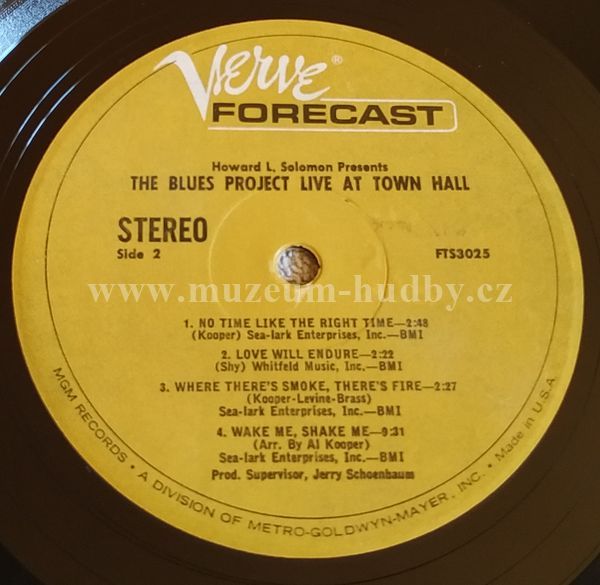 Verve®
FORECAST
Howard L. Solomon Presents
THE BLUES PROJECT LIVE AT TOWN HALL
STEREO
Side 2
FTS3025
www.muzeum-hudby.cz
1. NO TIME LIKE THE RIGHT TIME—2:48
(Kooper) Sea-lark Enterprises, Inc.—BMI
2. LOVE WILL ENDURE—2:22
(Shy) Whitfeld Music, Inc.—BMI
3. WHERE THERE'S SMOKE, THERE'S FIRE—2:27
(Kooper-Levine-Brass)
Sea-lark Enterprises, Inc.—BMI
4. WAKE ME, SHAKE ME—9:31
(Arr. By Al Kooper)
Sea-lark Enterprises, Inc.—BMI
Prod. Supervisor, Jerry Schoenbaum
MGM RECORDS • A DIVISION OF METRO-GOLDWYN-MAYER, INC. • Made in U.S.A.